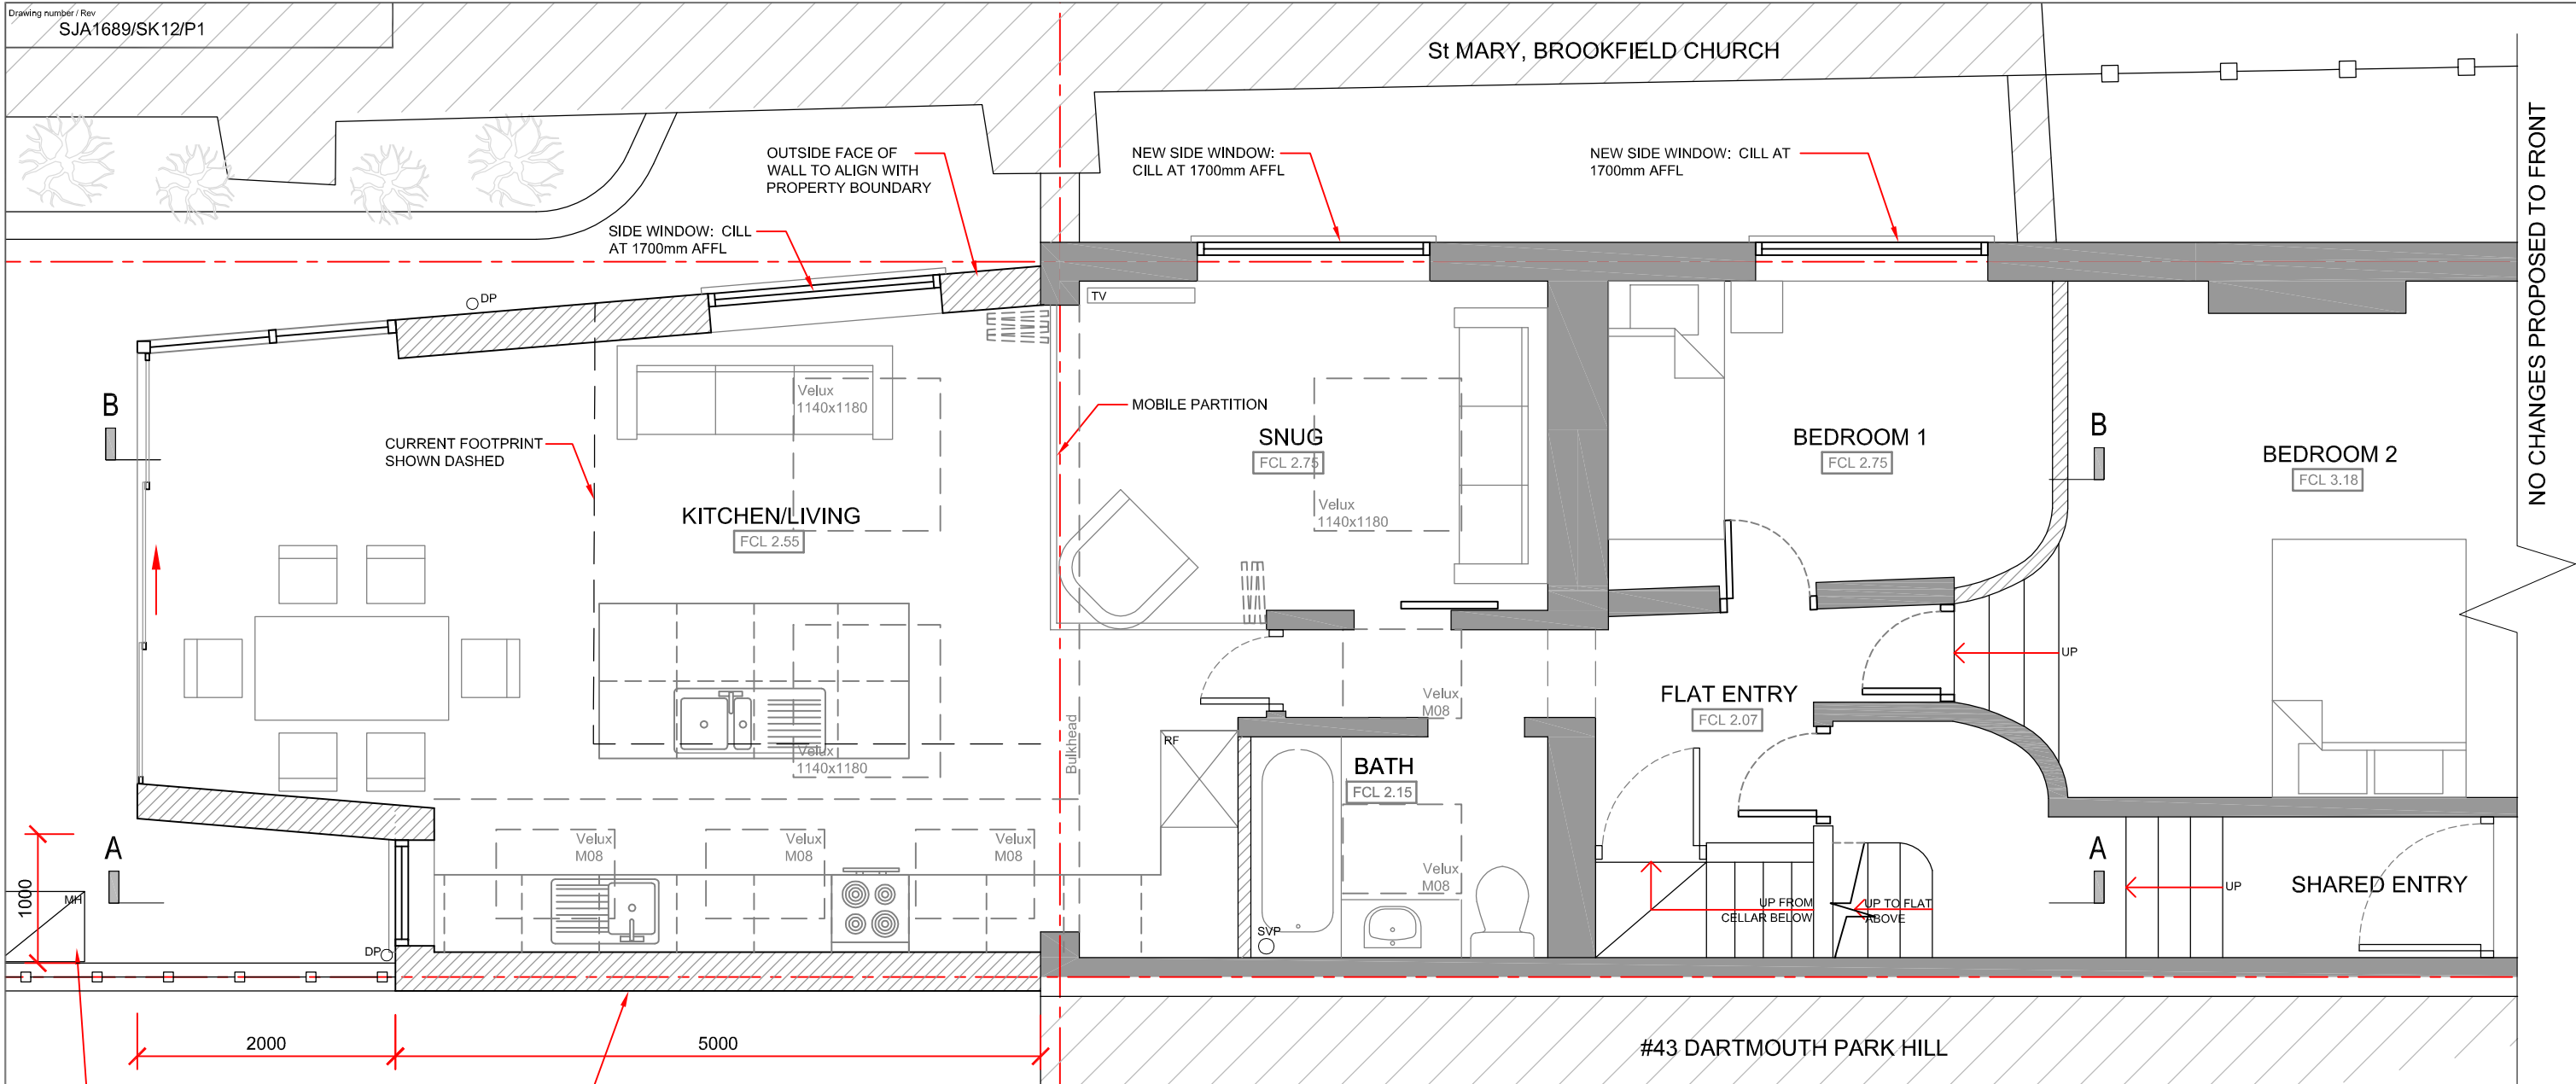 Drawing number / Rev
SJA1689/SK12/P1
St MARY, BROOKFIELD CHURCH
NO CHANGES PROPOSED TO FRONT
OUTSIDE FACE OF
WALL TO ALIGN WITH
PROPERTY BOUNDARY
NEW SIDE WINDOW:
CILL AT 1700mm AFFL
NEW SIDE WINDOW: CILL AT
1700mm AFFL
SIDE WINDOW: CILL
AT 1700mm AFFL
DP
TV
Velux
1140x1180
MOBILE PARTITION
B
CURRENT FOOTPRINT
SHOWN DASHED
SNUG
FCL 2.75
BEDROOM 1
FCL 2.75
B
BEDROOM 2
FCL 3.18
KITCHEN/LIVING
FCL 2.55
Velux
1140x1180
UP
FLAT ENTRY
FCL 2.07
Velux
M08
Bulkhead
RF
Velux
1140x1180
BATH
FCL 2.15
A
Velux
M08
Velux
M08
Velux
M08
Velux
M08
A
1000
MH
UP FROM
CELLAR BELOW
UP TO FLAT
ABOVE
UP
SHARED ENTRY
SVP
DP
2000
5000
#43 DARTMOUTH PARK HILL